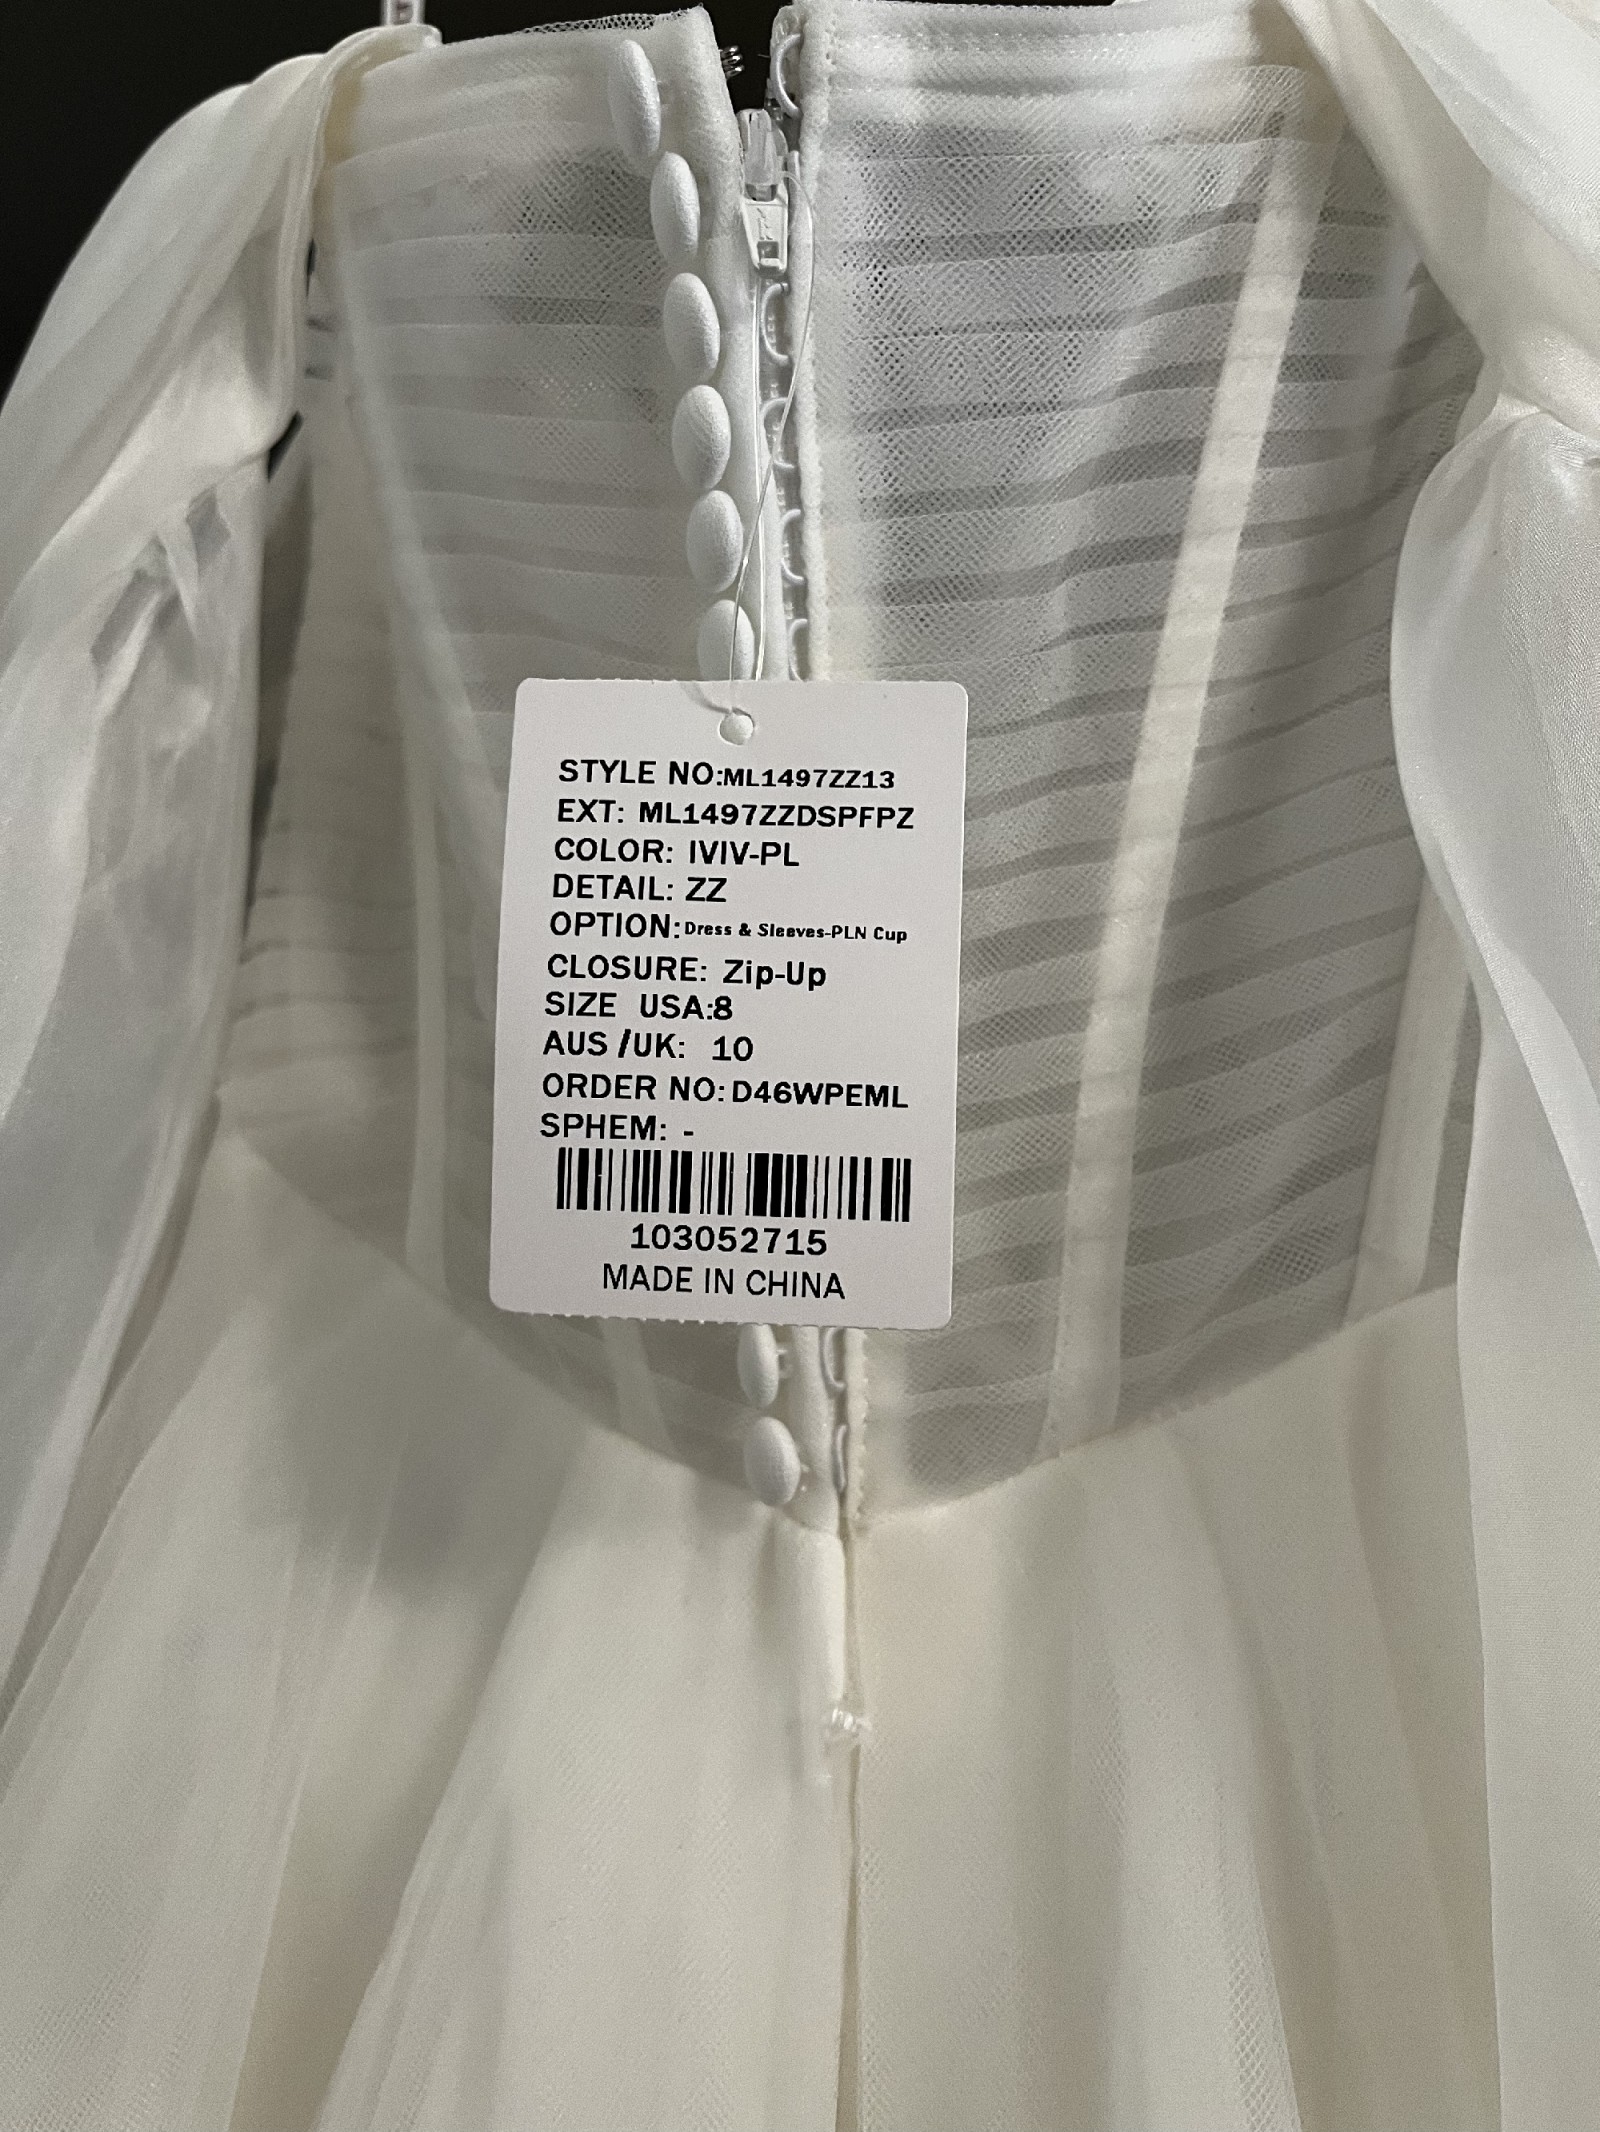 STYLE NO:ML1497ZZ13
EXT: ML1497ZZDSPFPZ
COLOR: IVIV-PL
DETAIL: ZZ
OPTION:Dress & Sleeves-PLN Cup
CLOSURE: Zip-Up
SIZE USA:8
AUS /UK: 10
ORDER NO:D46WPEML
SPHEM: -
103052715
MADE IN CHINA